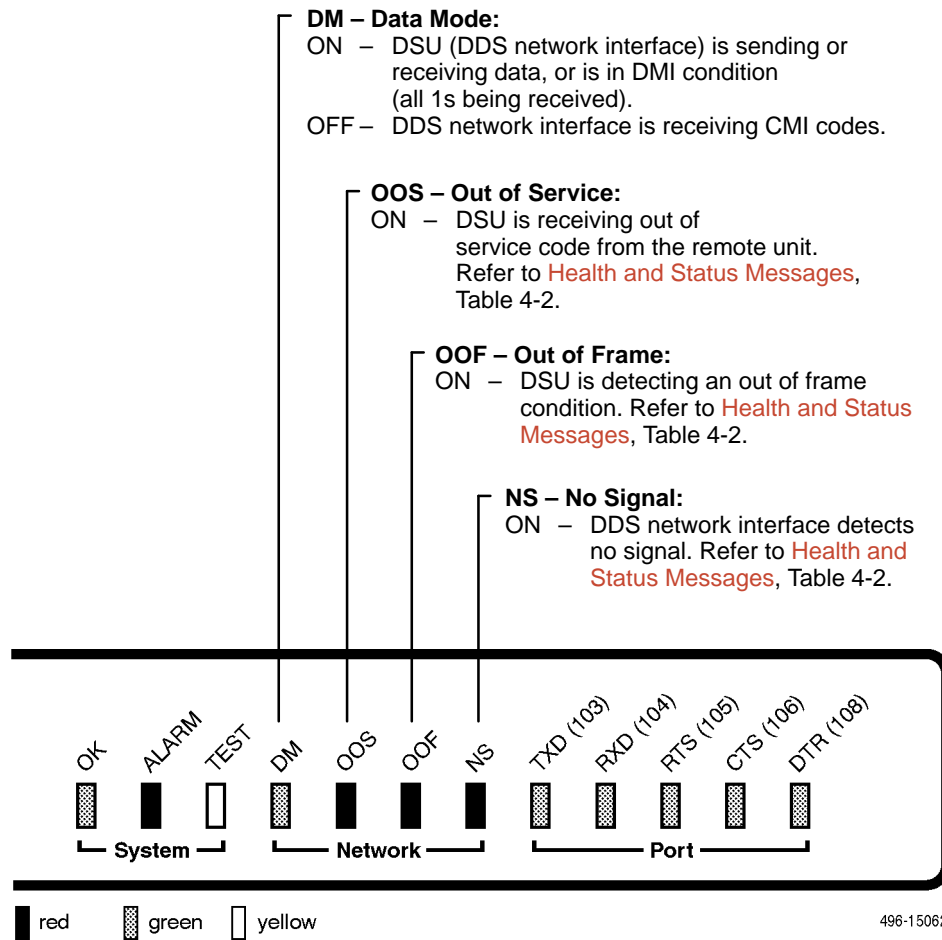 DM – Data Mode:
ON – DSU (DDS network interface) is sending or
receiving data, or is in DMI condition
(all 1s being received).
OFF – DDS network interface is receiving CMI codes.
OOS – Out of Service:
ON – DSU is receiving out of
service code from the remote unit.
Refer to Health and Status Messages,
Table 4-2.
OOF – Out of Frame:
ON – DSU is detecting an out of frame
condition. Refer to Health and Status
Messages, Table 4-2.
NS – No Signal:
ON – DDS network interface detects
no signal. Refer to Health and
Status Messages, Table 4-2.
OK ALARM TEST DM OOS OOF NS TXD (103) RXD (104) RTS (105) CTS (106) DTR (108)
System Network Port
red green yellow 496-15062